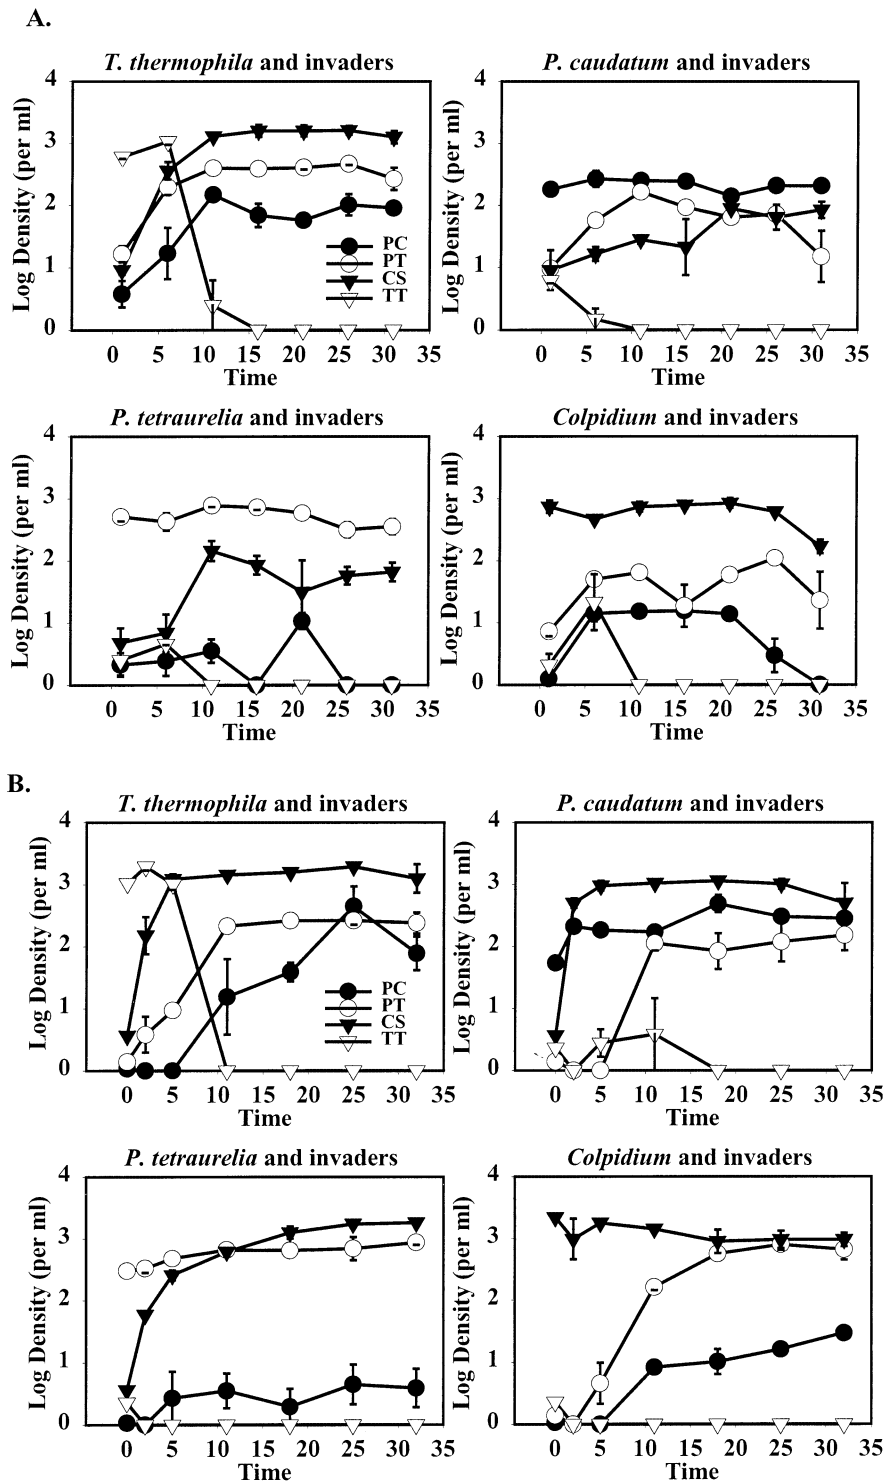 A.
T. thermophila and invaders
P. caudatum and invaders
Log Density (per ml)
4
3
2
1
0
PC
PT
CS
TT
0 5 10 15 20 25 30 35
Time
Log Density (per ml)
4
3
2
1
0
0 5 10 15 20 25 30 35
Time
P. tetraurelia and invaders
Colpidium and invaders
Log Density (per ml)
4
3
2
1
0
0 5 10 15 20 25 30 35
Time
Log Density (per ml)
4
3
2
1
0
0 5 10 15 20 25 30 35
Time
B.
T. thermophila and invaders
P. caudatum and invaders
Log Density (per ml)
4
3
2
1
0
PC
PT
CS
TT
0 5 10 15 20 25 30 35
Time
Log Density (per ml)
4
3
2
1
0
0 5 10 15 20 25 30 35
Time
P. tetraurelia and invaders
Colpidium and invaders
Log Density (per ml)
4
3
2
1
0
0 5 10 15 20 25 30 35
Time
Log Density (per ml)
4
3
2
1
0
0 5 10 15 20 25 30 35
Time